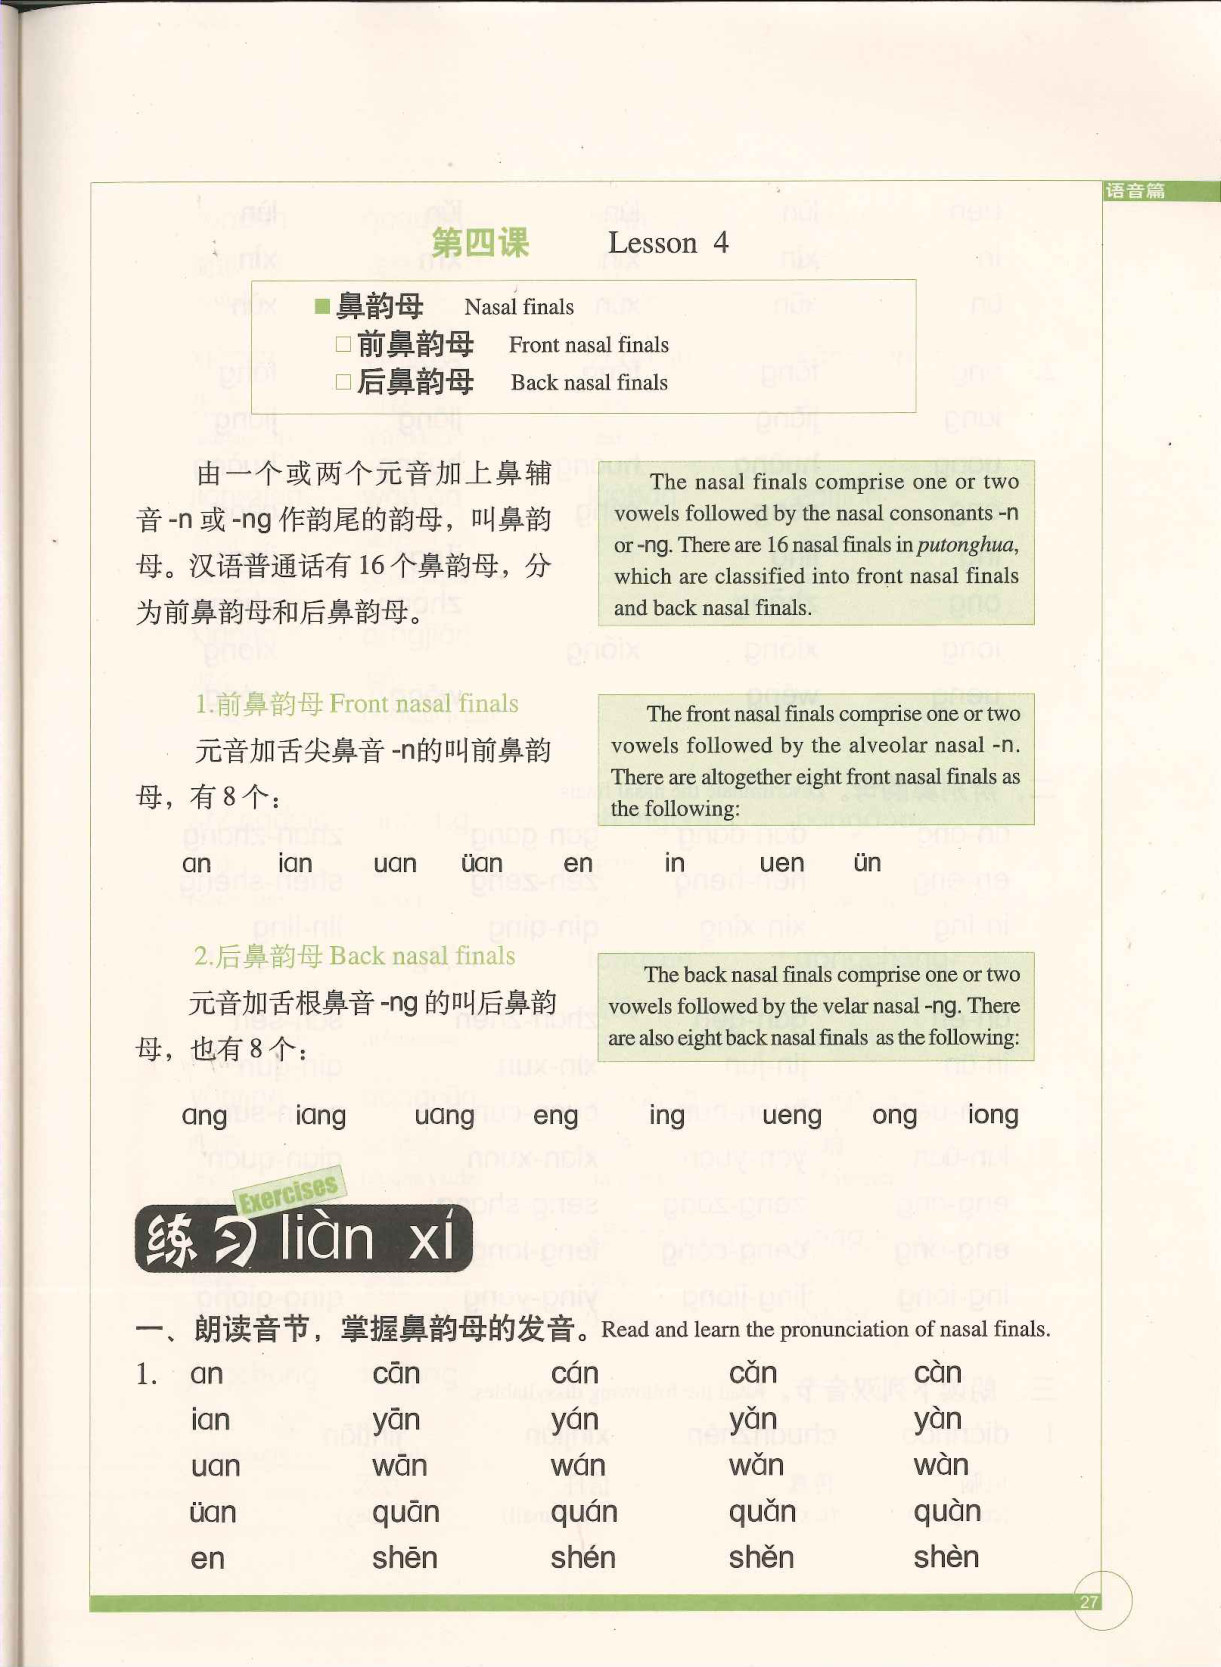 语音篇
第四课 Lesson 4
鼻韵母 Nasal finals
前鼻韵母 Front nasal finals
后鼻韵母 Back nasal finals
由一个或两个元音加上鼻辅
音-n或-ng作韵尾的韵母，叫鼻韵
母。汉语普通话有16个鼻韵母，分
为前鼻韵母和后鼻韵母。
The nasal finals comprise one or two
vowels followed by the nasal consonants -n
or -ng. There are 16 nasal finals in putonghua,
which are classified into front nasal finals
and back nasal finals.
1.前鼻韵母 Front nasal finals
元音加舌尖鼻音-n的叫前鼻韵
母，有8个：
The front nasal finals comprise one or two
vowels followed by the alveolar nasal -n.
There are altogether eight front nasal finals as
the following:
an ian uan üan en in uen ün
2.后鼻韵母 Back nasal finals
元音加舌根鼻音-ng的叫后鼻韵
母，也有8个：
The back nasal finals comprise one or two
vowels followed by the velar nasal -ng. There
are also eight back nasal finals as the following:
ang iang uang eng ing ueng ong iong
Exercises
练习 liàn xí
一、朗读音节，掌握鼻韵母的发音。Read and learn the pronunciation of nasal finals.
1. an cān cán cǎn càn
ian yān yán yǎn yàn
uan wān wán wǎn wàn
üan quān quán quǎn quàn
en shēn shén shěn shèn
27